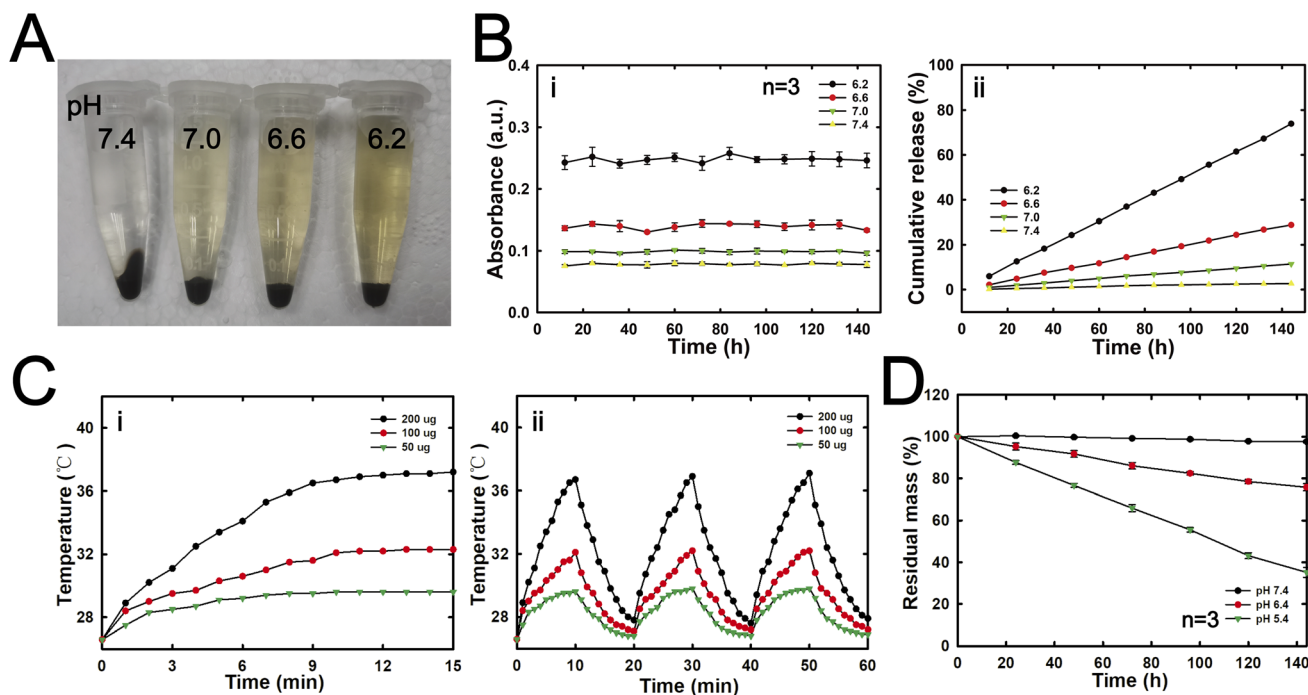 A
pH
7.4
7.0
6.6
6.2
B
i
n=3
6.2
6.6
7.0
7.4
0.4
0.3
0.2
0.1
0.0
Absorbance (a.u.)
0 20 40 60 80 100 120 140
Time (h)
ii
6.2
6.6
7.0
7.4
100
80
60
40
20
0
Cumulative release (%)
0 20 40 60 80 100 120 140
Time (h)
C
i
200 ug
100 ug
50 ug
40
36
32
28
Temperature (℃)
0 3 6 9 12 15
Time (min)
ii
200 ug
100 ug
50 ug
40
36
32
28
Temperature (℃)
0 10 20 30 40 50 60
Time (min)
D
120
100
80
60
40
20
0
Residual mass (%)
n=3
pH 7.4
pH 6.4
pH 5.4
0 20 40 60 80 100 120 140
Time (h)